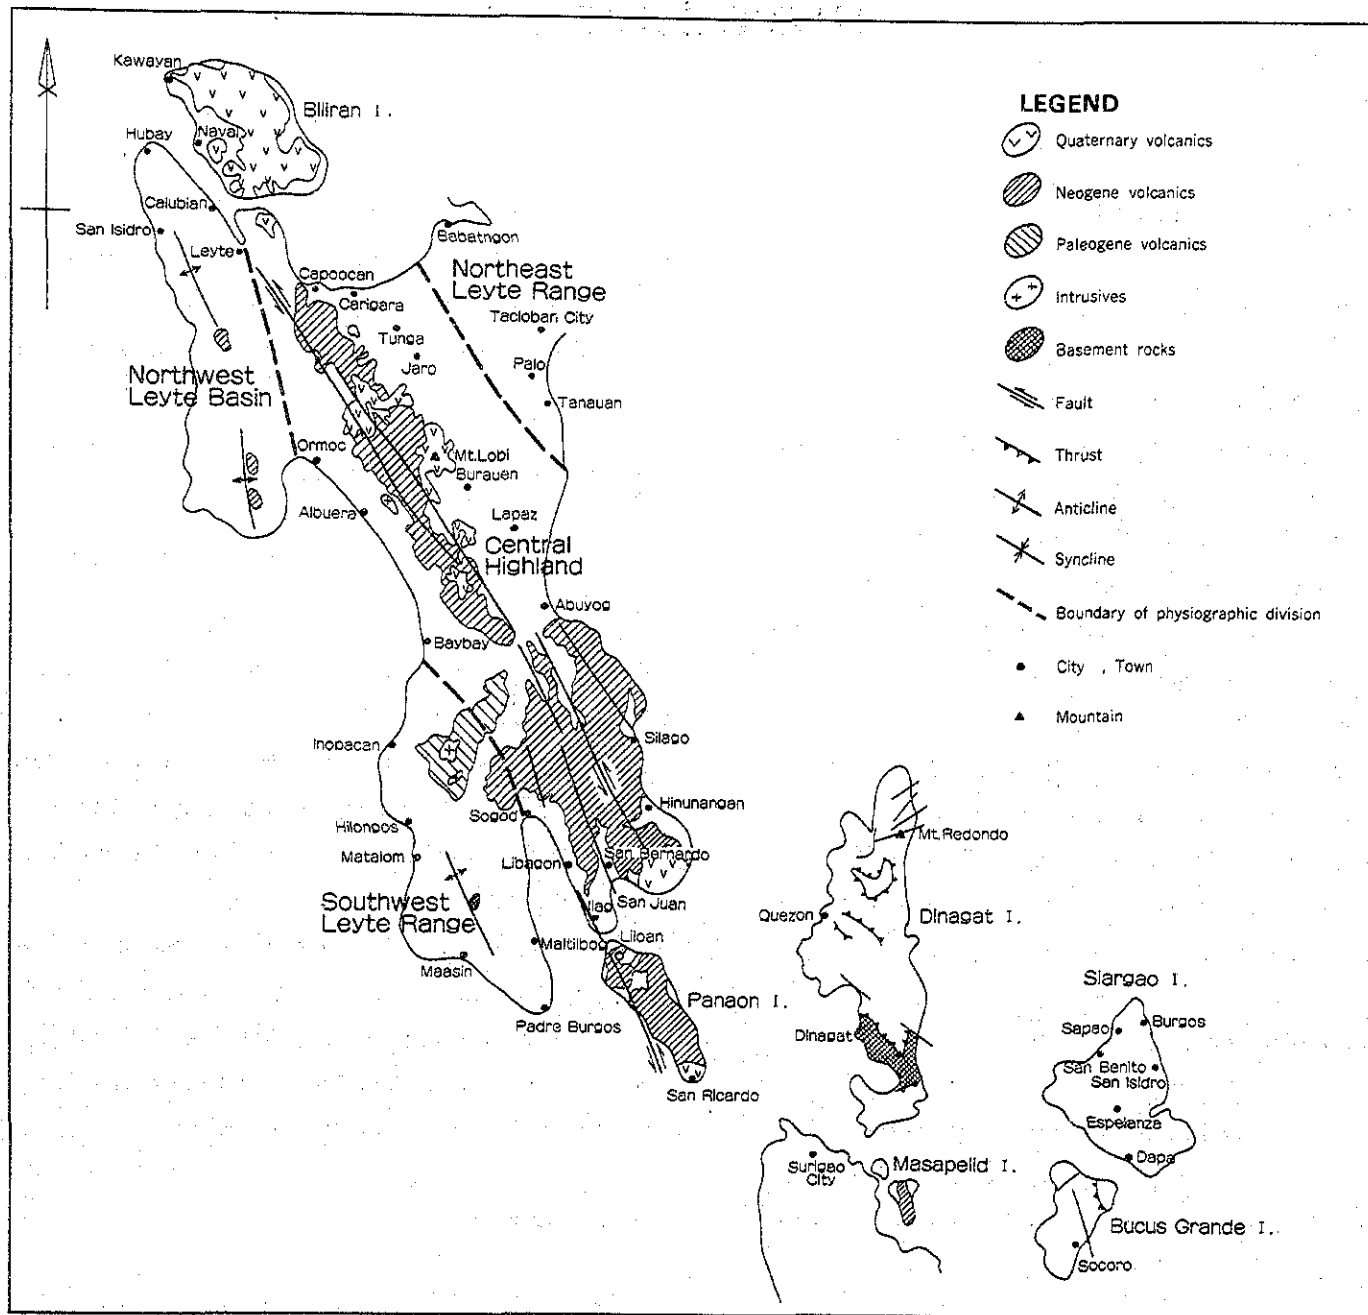 Kawayan
Biliran I.
Hubay
Naval
Calubian
San Isidro
Leyte
Babatngon
Northeast
Leyte Range
Capoocan
Carigara
Tacloban City
Tunga
Jaro
Palo
Northwest
Leyte Basin
Tanauan
Ormoc
Mt. Lobi
Burauen
Albuera
Lapaz
Central
Highland
Abuyog
Baybay
Inopacan
Silago
Hinunangan
Sogod
Hilongos
Matalom
Libagon
San Bernardo
Southwest
Leyte Range
San Juan
Liloan
Maltibog
Maasin
Panaon I.
Padre Burgos
San Ricardo
Mt. Redondo
Quezon
Dinagat I.
Dinagat
Siargao I.
Sapao
Burgos
San Benito
San Isidro
Espelanza
Dapa
Surigao
City
Masapelid I.
Bucus Grande I.
Socoro
LEGEND
Quaternary volcanics
Neogene volcanics
Paleogene volcanics
Intrusives
Basement rocks
Fault
Thrust
Anticline
Syncline
Boundary of physiographic division
City , Town
Mountain